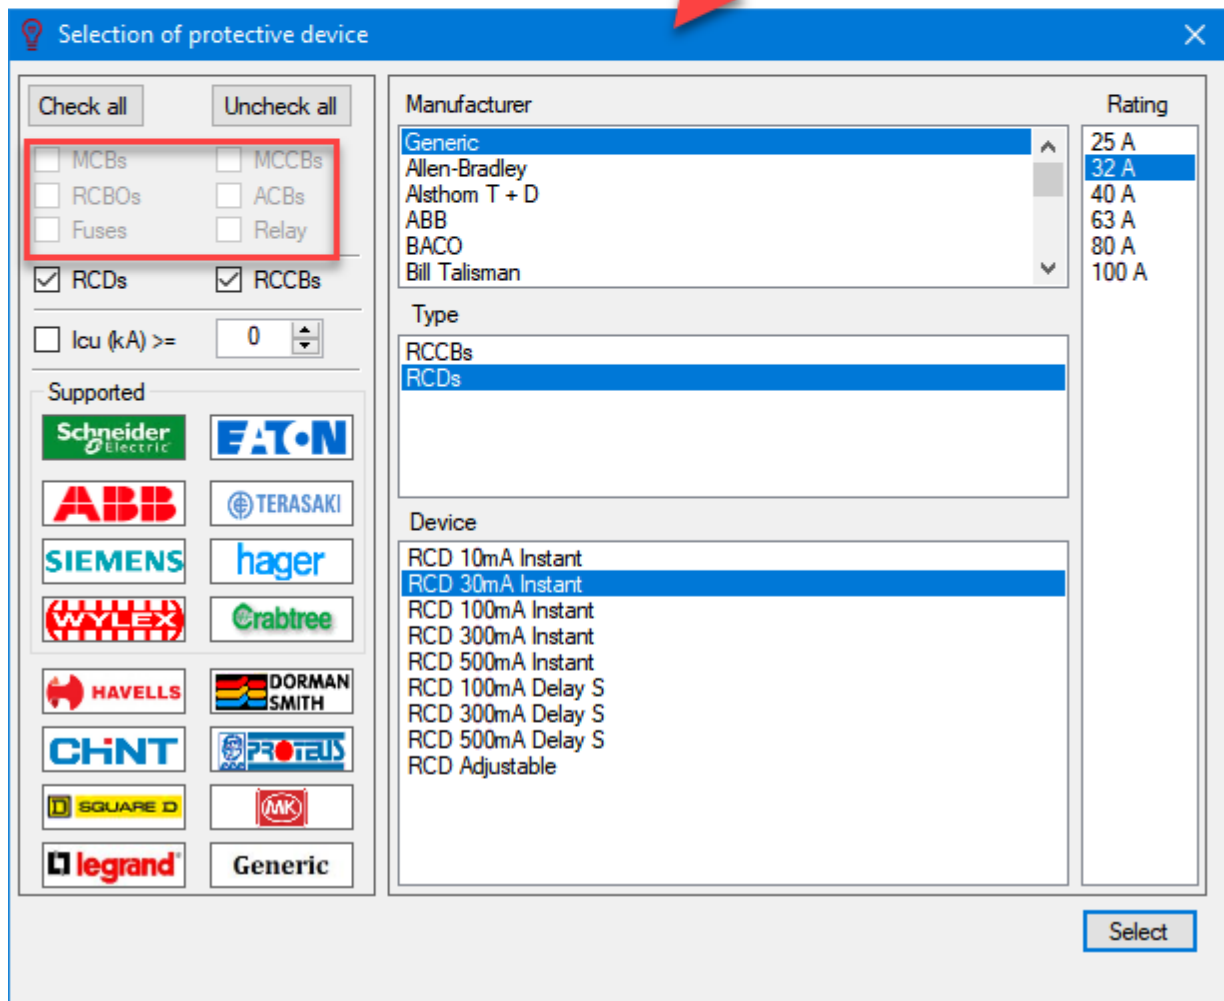 Selection of protective device
Check all
Uncheck all
MCBs
MCCBs
RCBOs
ACBs
Fuses
Relay
RCDs
RCCBs
Icu (kA) >=
0
Supported
Schneider
Electric
EATON
ABB
TERASAKI
SIEMENS
hager
WYLEX
Crabtree
HAVELLS
DORMAN
SMITH
CHiNT
PROTEUS
D SQUARE D
MK
legrand
Generic
Manufacturer
Generic
Allen-Bradley
Alsthom T + D
ABB
BACO
Bill Talisman
Type
RCCBs
RCDs
Device
RCD 10mA Instant
RCD 30mA Instant
RCD 100mA Instant
RCD 300mA Instant
RCD 500mA Instant
RCD 100mA Delay S
RCD 300mA Delay S
RCD 500mA Delay S
RCD Adjustable
Rating
25 A
32 A
40 A
63 A
80 A
100 A
Select